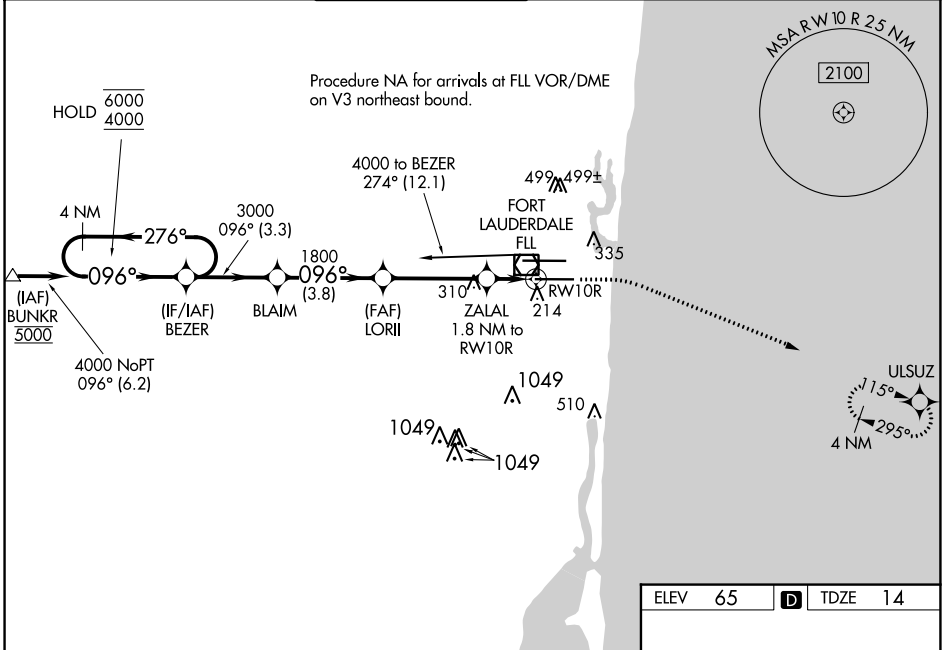 MSA RW 10 R 25 NM
2100
Procedure NA for arrivals at FLL VOR/DME
on V3 northeast bound.
HOLD
6000
4000
4000 to BEZER
274° (12.1)
499
499±
4 NM
3000
096° (3.3)
FORT
LAUDERDALE
FLL
276°
335
1800
096°
096°
(3.8)
310
RW10R
(IAF)
BUNKR
5000
(IF/IAF)
BEZER
BLAIM
(FAF)
LORII
ZALAL
1.8 NM to
RW10R
214
4000 NoPT
096° (6.2)
ULSUZ
115°
295°
4 NM
1049
510
1049
1049
ELEV 65
D
TDZE 14